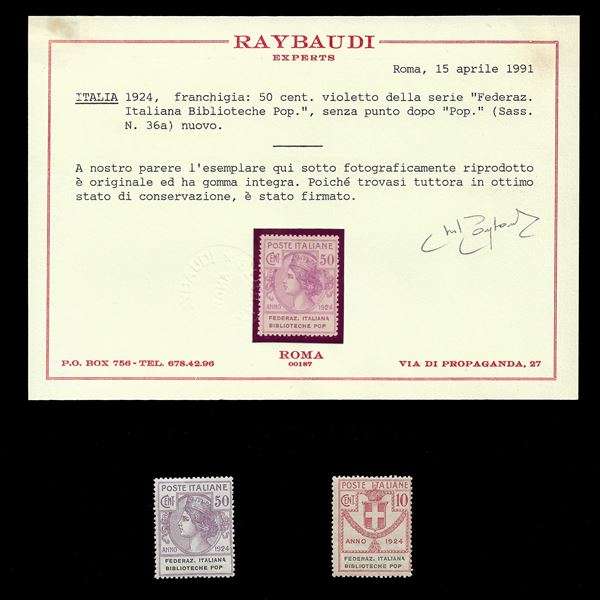 RAYBAUDI
EXPERTS
Roma, 15 aprile 1991
ITALIA 1924, franchigia: 50 cent. violetto della serie "Federaz.
Italiana Biblioteche Pop.", senza punto dopo "Pop." (Sass.
N. 36a) nuovo.
A nostro parere l'esemplare qui sotto fotograficamente riprodotto
è originale ed ha gomma integra. Poiché trovasi tuttora in ottimo
stato di conservazione, è stato firmato.
POSTE ITALIANE
CENT 50
ANNO 1924
FEDERAZ. ITALIANA
BIBLIOTECHE POP
ROMA
00187
P.O. BOX 756 - TEL. 678.42.96
VIA DI PROPAGANDA, 27
POSTE ITALIANE
CENT 50
ANNO 1924
FEDERAZ. ITALIANA
BIBLIOTECHE POP
POSTE ITALIANE
CENT 10
ANNO 1924
FEDERAZ. ITALIANA
BIBLIOTECHE POP